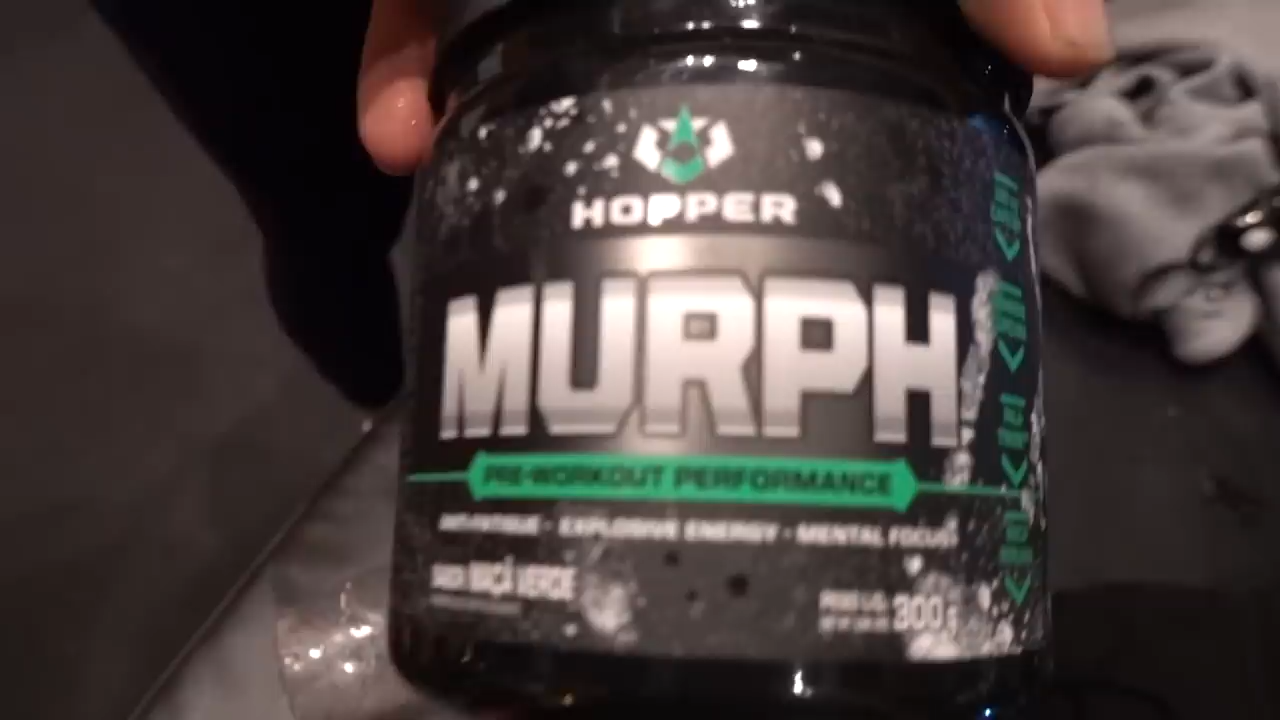 HOPPER
MURPH
PRE-WORKOUT PERFORMANCE
ANTI-FATIGUE - EXPLOSIVE ENERGY - MENTAL FOCUS
MAÇÃ VERDE
300g